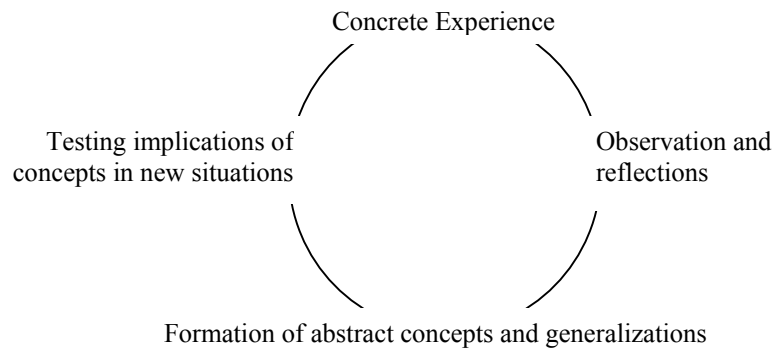 Concrete Experience
Testing implications of
concepts in new situations
Observation and
reflections
Formation of abstract concepts and generalizations